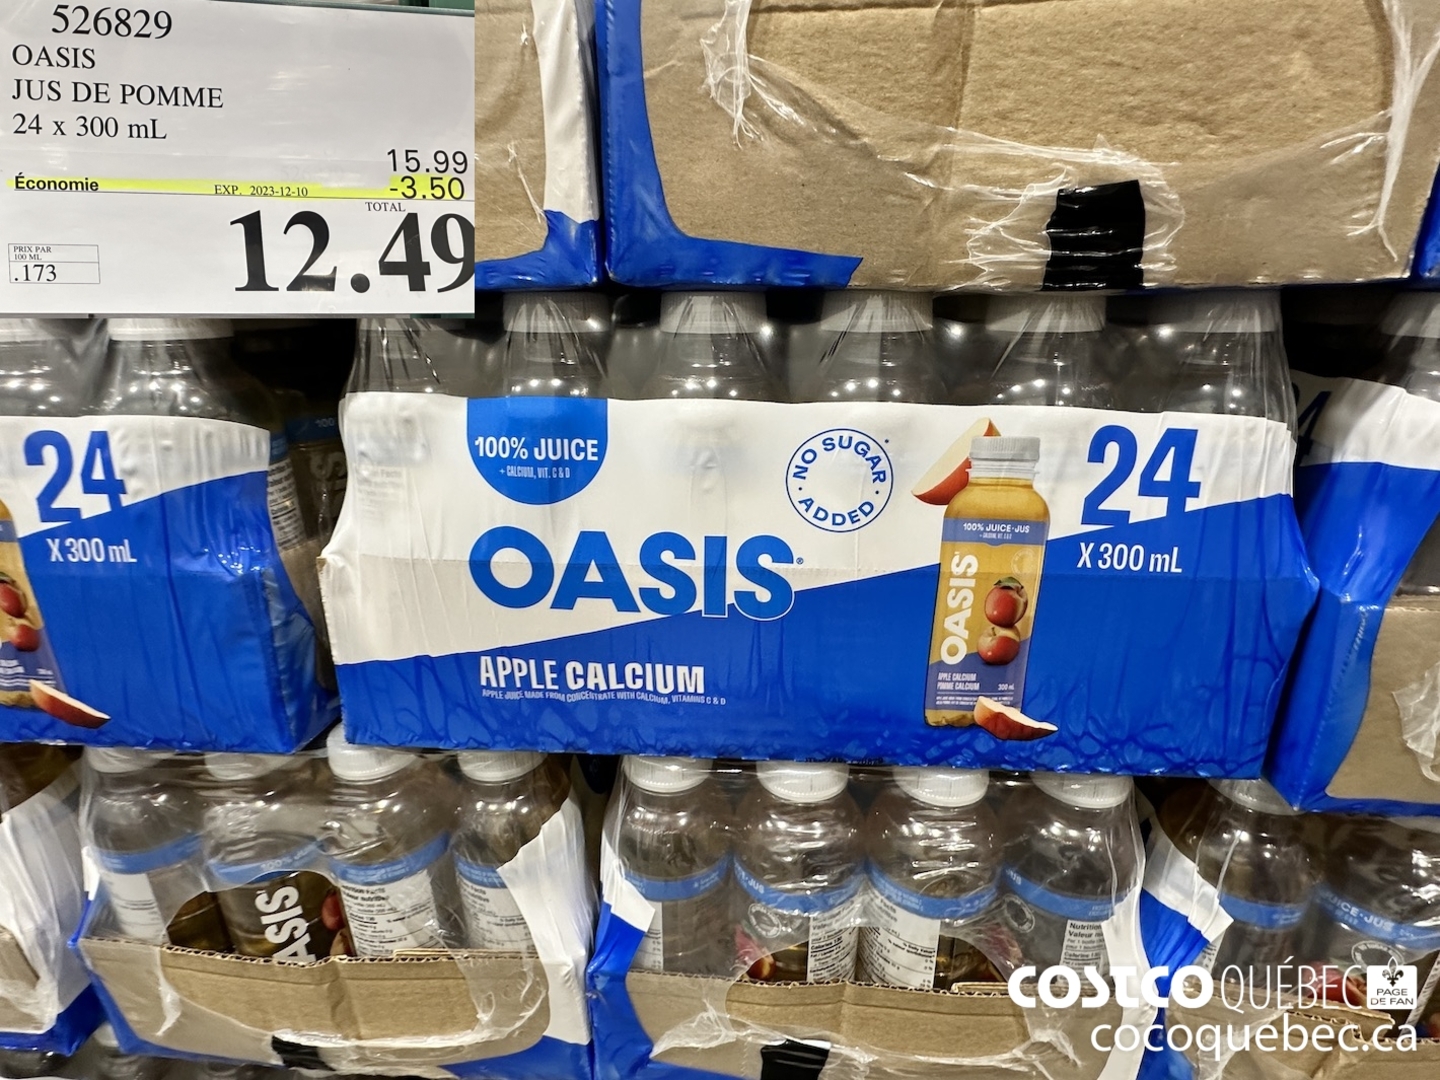 526829
OASIS
JUS DE POMME
24 x 300 mL
15.99
Économie EXP. 2023-12-10 -3.50
TOTAL
12.49
PRIX PAR
100 ML
.173
24
X 300 mL
100% JUICE
+ CALCIUM, VIT. C & D
NO SUGAR ADDED
OASIS
APPLE CALCIUM
APPLE JUICE MADE FROM CONCENTRATE WITH CALCIUM, VITAMINS C & D
100% JUICE·JUS
OASIS
APPLE CALCIUM
POMME CALCIUM
300 mL
24
X 300 mL
COSTCO QUÉBEC
PAGE
DE FAN
cocoquebec.ca